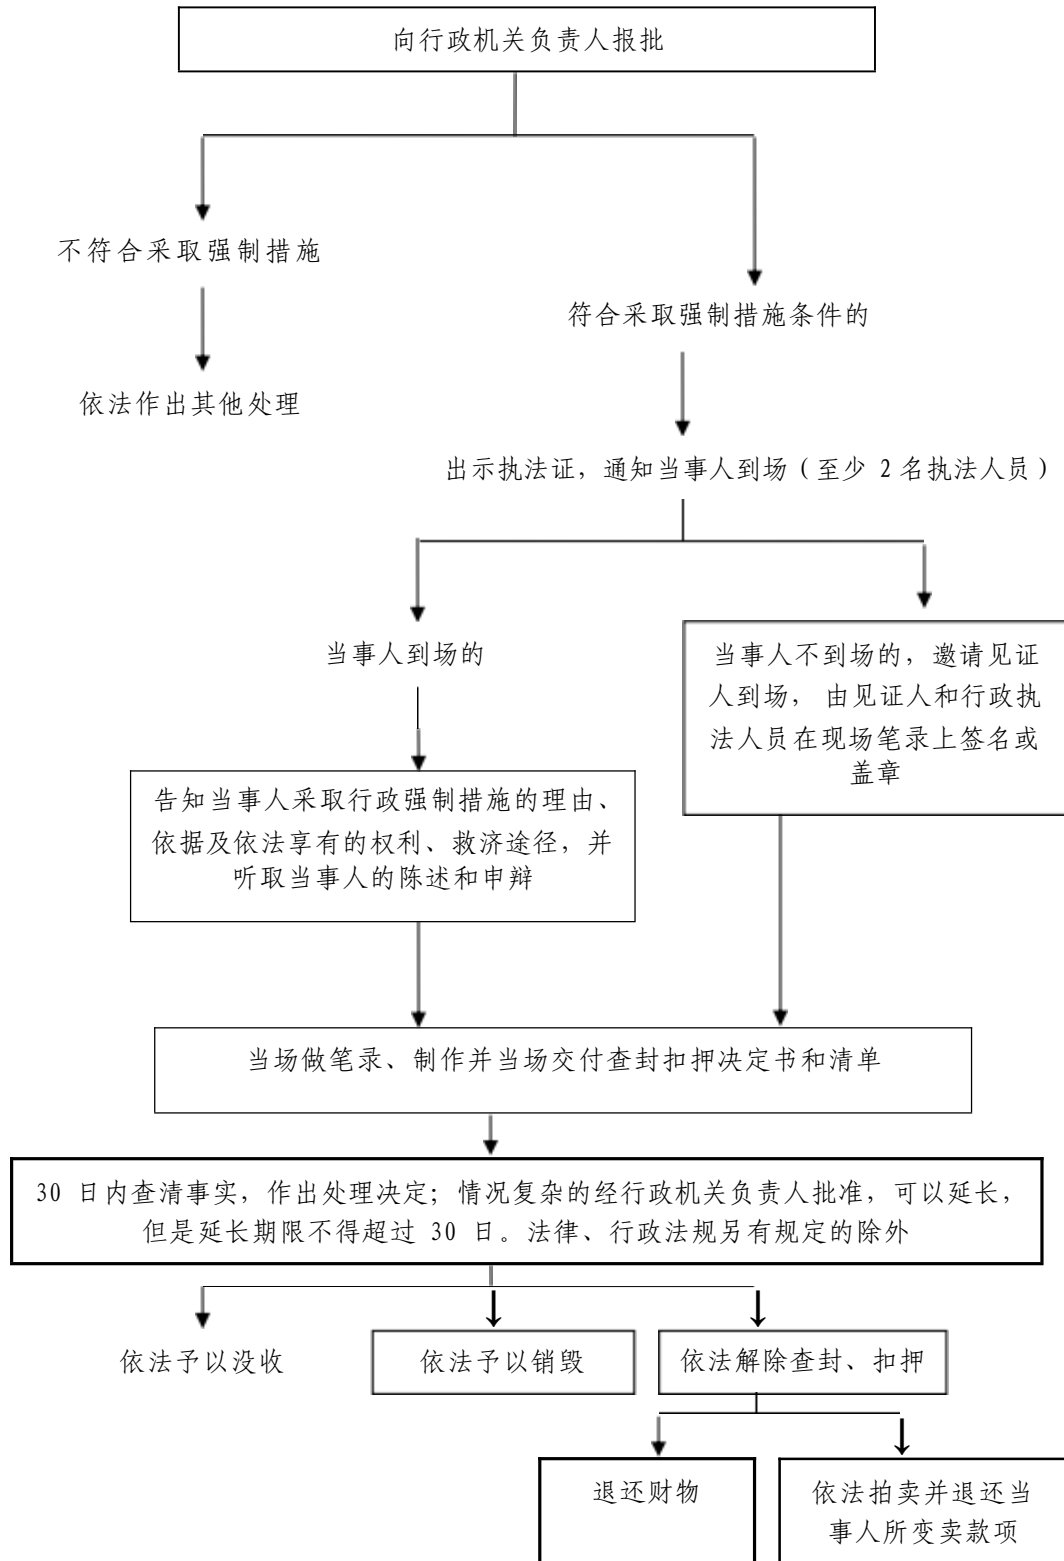 向行政机关负责人报批
不符合采取强制措施
符合采取强制措施条件的
依法作出其他处理
出示执法证，通知当事人到场（至少 2 名执法人员）
当事人到场的
当事人不到场的，邀请见证
人到场， 由见证人和行政执
法人员在现场笔录上签名或
盖章
告知当事人采取行政强制措施的理由、
依据及依法享有的权利、救济途径，并
听取当事人的陈述和申辩
当场做笔录、制作并当场交付查封扣押决定书和清单
30 日内查清事实，作出处理决定；情况复杂的经行政机关负责人批准，可以延长，
但是延长期限不得超过 30 日。法律、行政法规另有规定的除外
依法予以没收
依法予以销毁
依法解除查封、扣押
退还财物
依法拍卖并退还当
事人所变卖款项